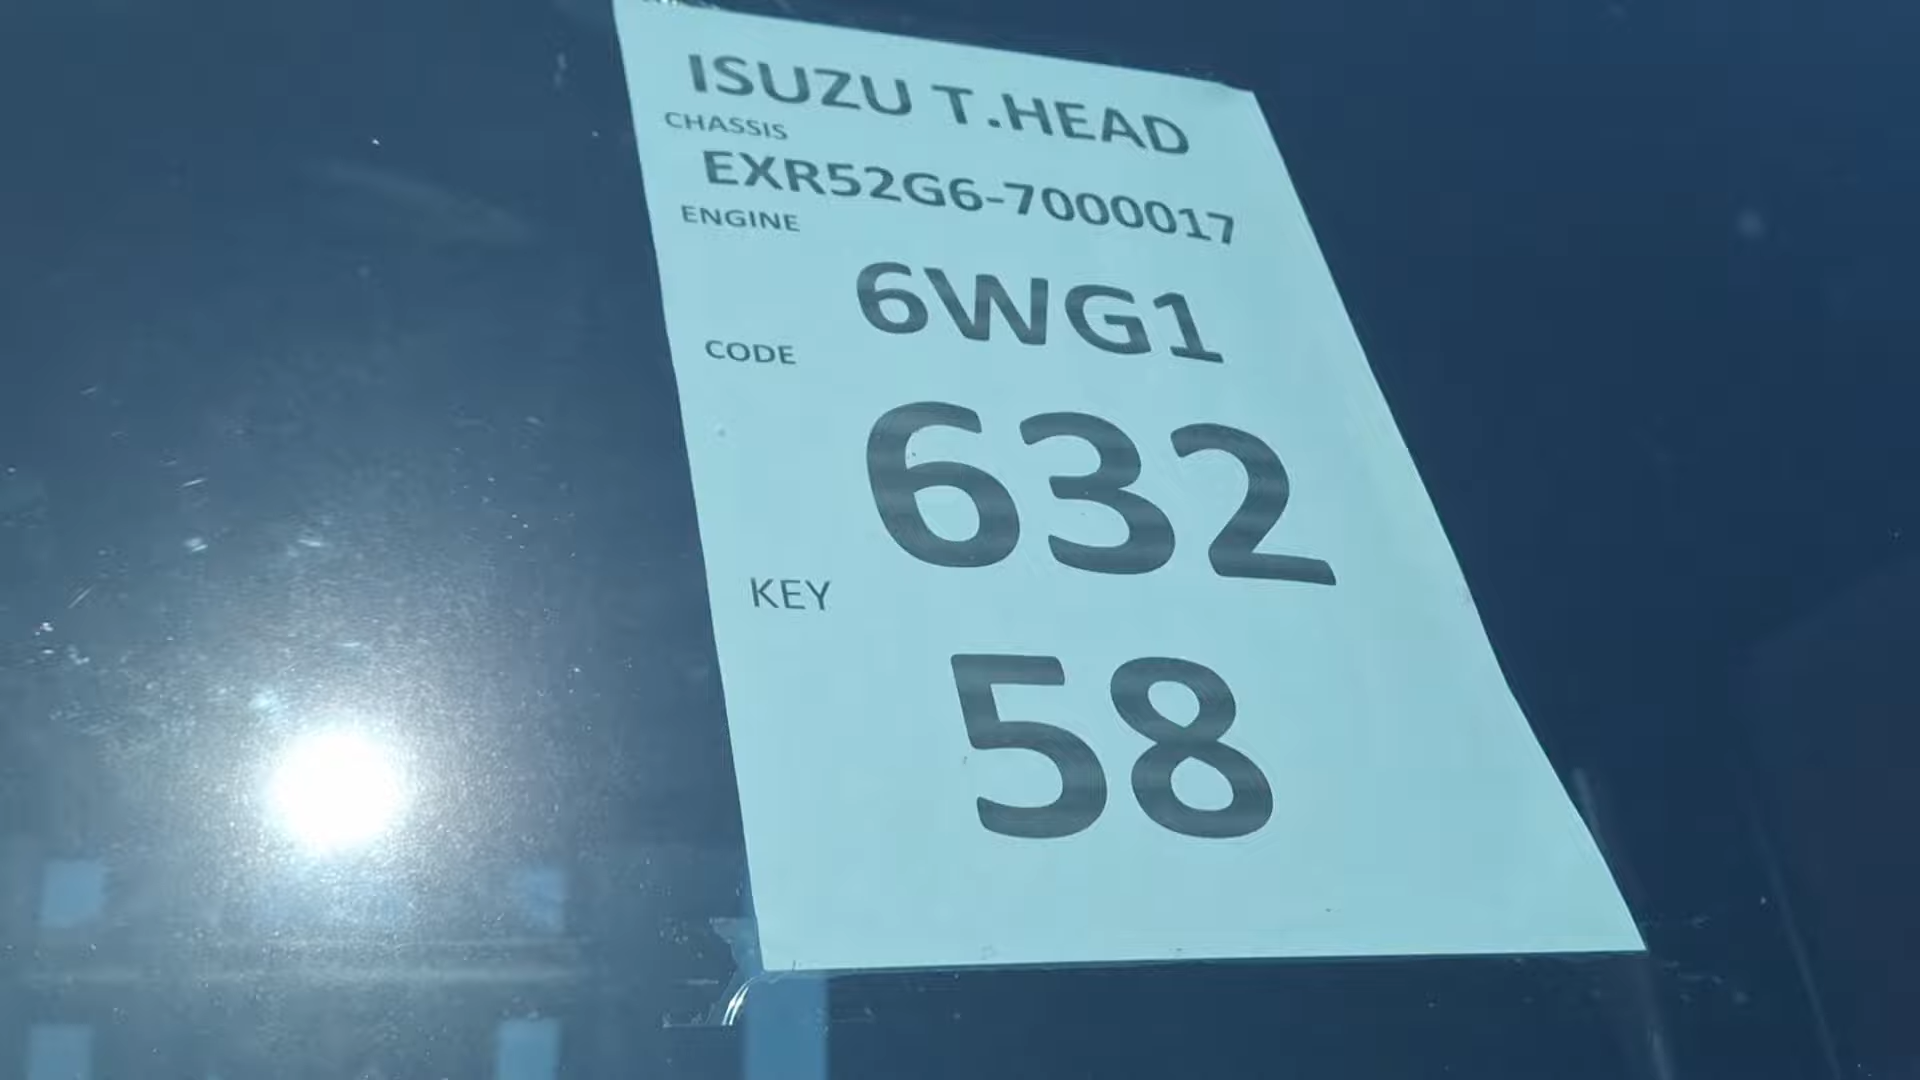 ISUZU T.HEAD
CHASSIS
EXR52G6-7000017
ENGINE
6WG1
CODE
632
KEY
58